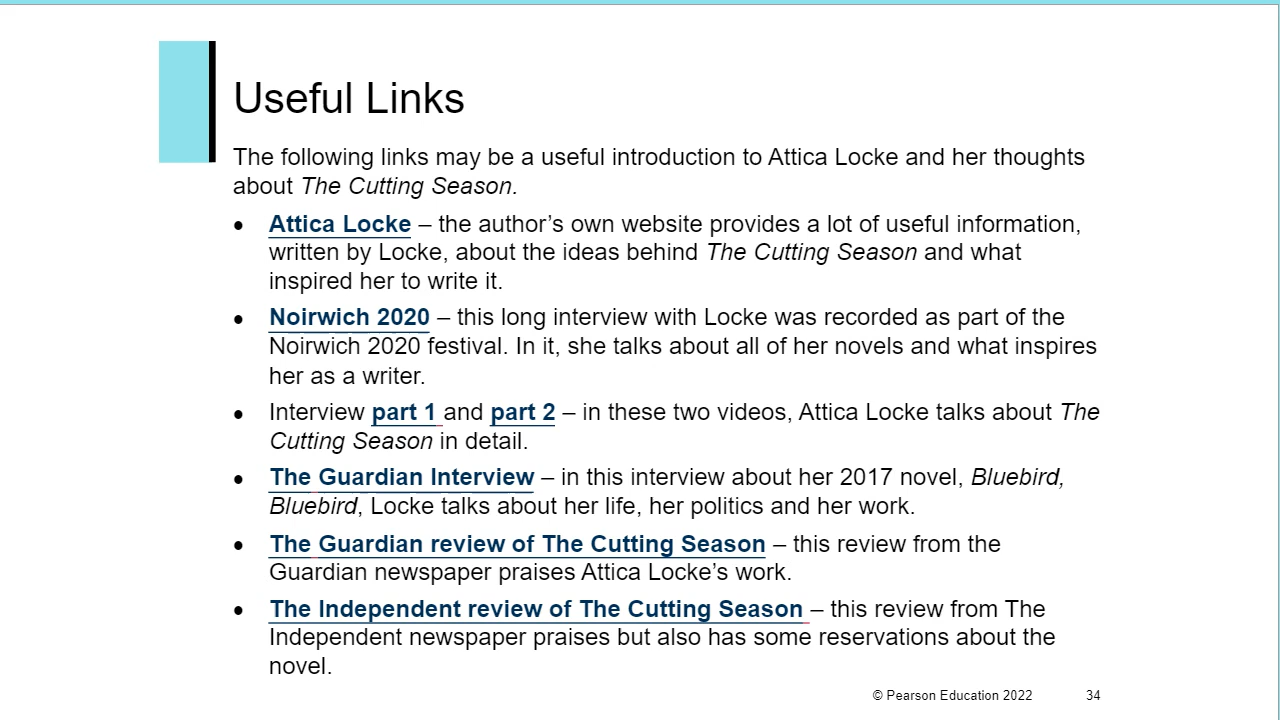 Useful Links
The following links may be a useful introduction to Attica Locke and her thoughts
about The Cutting Season.
• Attica Locke – the author’s own website provides a lot of useful information,
written by Locke, about the ideas behind The Cutting Season and what
inspired her to write it.
• Noirwich 2020 – this long interview with Locke was recorded as part of the
Noirwich 2020 festival. In it, she talks about all of her novels and what inspires
her as a writer.
• Interview part 1 and part 2 – in these two videos, Attica Locke talks about The
Cutting Season in detail.
• The Guardian Interview – in this interview about her 2017 novel, Bluebird,
Bluebird, Locke talks about her life, her politics and her work.
• The Guardian review of The Cutting Season – this review from the
Guardian newspaper praises Attica Locke’s work.
• The Independent review of The Cutting Season – this review from The
Independent newspaper praises but also has some reservations about the
novel.
© Pearson Education 2022 34